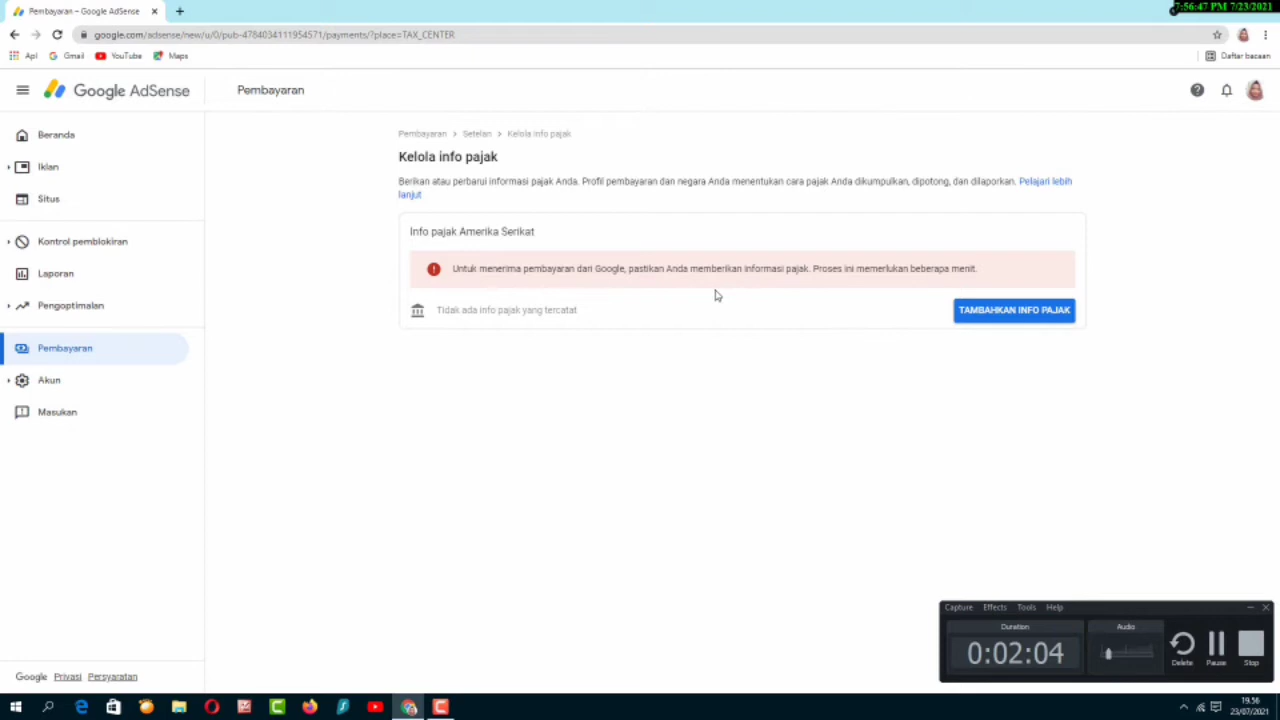 Pembayaran – Google AdSense
7:56:47 PM 7/23/2021
google.com/adsense/new/u/0/pub-4784034111954571/payments/?place=TAX_CENTER
Apl
Gmail
YouTube
Maps
Daftar bacaan
Google AdSense
Pembayaran
Beranda
Iklan
Situs
Kontrol pemblokiran
Laporan
Pengoptimalan
Pembayaran
Akun
Masukan
Google Privasi Persyaratan
Pembayaran > Setelan > Kelola info pajak
Kelola info pajak
Berikan atau perbarui informasi pajak Anda. Profil pembayaran dan negara Anda menentukan cara pajak Anda dikumpulkan, dipotong, dan dilaporkan. Pelajari lebih
lanjut
Info pajak Amerika Serikat
Untuk menerima pembayaran dari Google, pastikan Anda memberikan informasi pajak. Proses ini memerlukan beberapa menit.
Tidak ada info pajak yang tercatat
TAMBAHKAN INFO PAJAK
Capture Effects Tools Help
Duration
Audio
0:02:04
Delete
Pause
Stop
19.56
23/07/2021